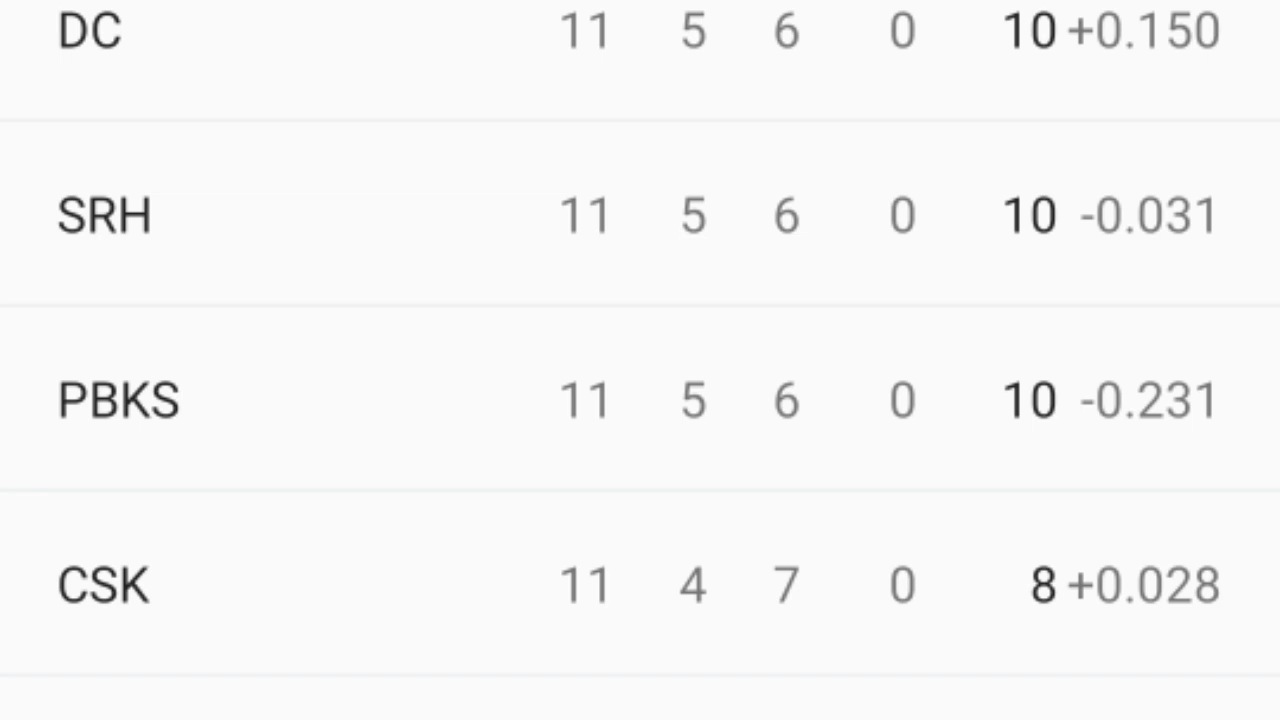 DC 11 5 6 0 10 +0.150
SRH 11 5 6 0 10 -0.031
PBKS 11 5 6 0 10 -0.231
CSK 11 4 7 0 8 +0.028